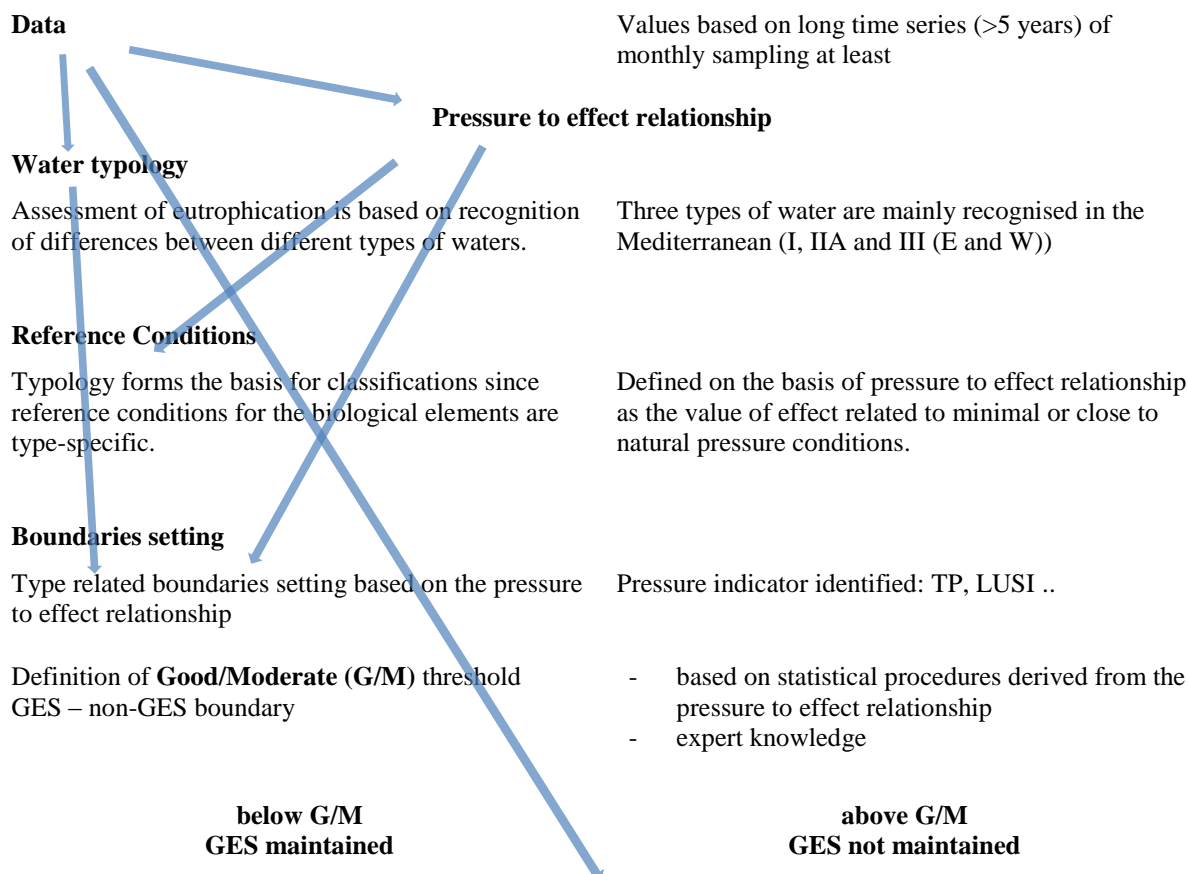 Data
Values based on long time series (>5 years) of
monthly sampling at least
Pressure to effect relationship
Water typology
Assessment of eutrophication is based on recognition
of differences between different types of waters.
Three types of water are mainly recognised in the
Mediterranean (I, IIA and III (E and W))
Reference Conditions
Typology forms the basis for classifications since
reference conditions for the biological elements are
type-specific.
Defined on the basis of pressure to effect relationship
as the value of effect related to minimal or close to
natural pressure conditions.
Boundaries setting
Type related boundaries setting based on the pressure
to effect relationship
Pressure indicator identified: TP, LUSI ..
Definition of Good/Moderate (G/M) threshold
GES – non-GES boundary
- based on statistical procedures derived from the
pressure to effect relationship
- expert knowledge
below G/M
GES maintained
above G/M
GES not maintained